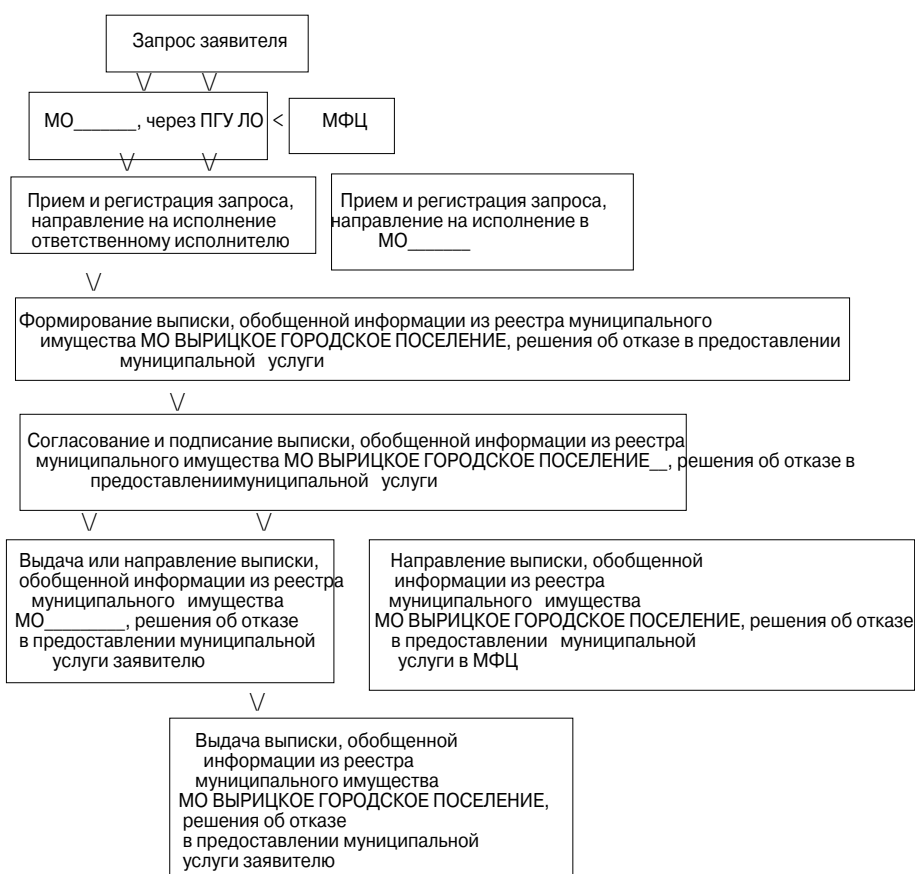 Запрос заявителя
\/ \/
МО_______, через ПГУ ЛО < МФЦ
\/ \/
Прием и регистрация запроса,
направление на исполнение
ответственному исполнителю
Прием и регистрация запроса,
направление на исполнение в
МО_______
\/
Формирование выписки, обобщенной информации из реестра муниципального
имущества МО ВЫРИЦКОЕ ГОРОДСКОЕ ПОСЕЛЕНИЕ, решения об отказе в предоставлении
муниципальной услуги
\/
Согласование и подписание выписки, обобщенной информации из реестра
муниципального имущества МО ВЫРИЦКОЕ ГОРОДСКОЕ ПОСЕЛЕНИЕ__, решения об отказе в
предоставлениимуниципальной услуги
\/ \/
Выдача или направление выписки,
обобщенной информации из реестра
муниципального имущества
МО_________, решения об отказе
в предоставлении муниципальной
услуги заявителю
Направление выписки, обобщенной
информации из реестра
муниципального имущества
МО ВЫРИЦКОЕ ГОРОДСКОЕ ПОСЕЛЕНИЕ, решения об отказе
в предоставлении муниципальной
услуги в МФЦ
\/
Выдача выписки, обобщенной
информации из реестра
муниципального имущества
МО ВЫРИЦКОЕ ГОРОДСКОЕ ПОСЕЛЕНИЕ,
решения об отказе
в предоставлении муниципальной
услуги заявителю